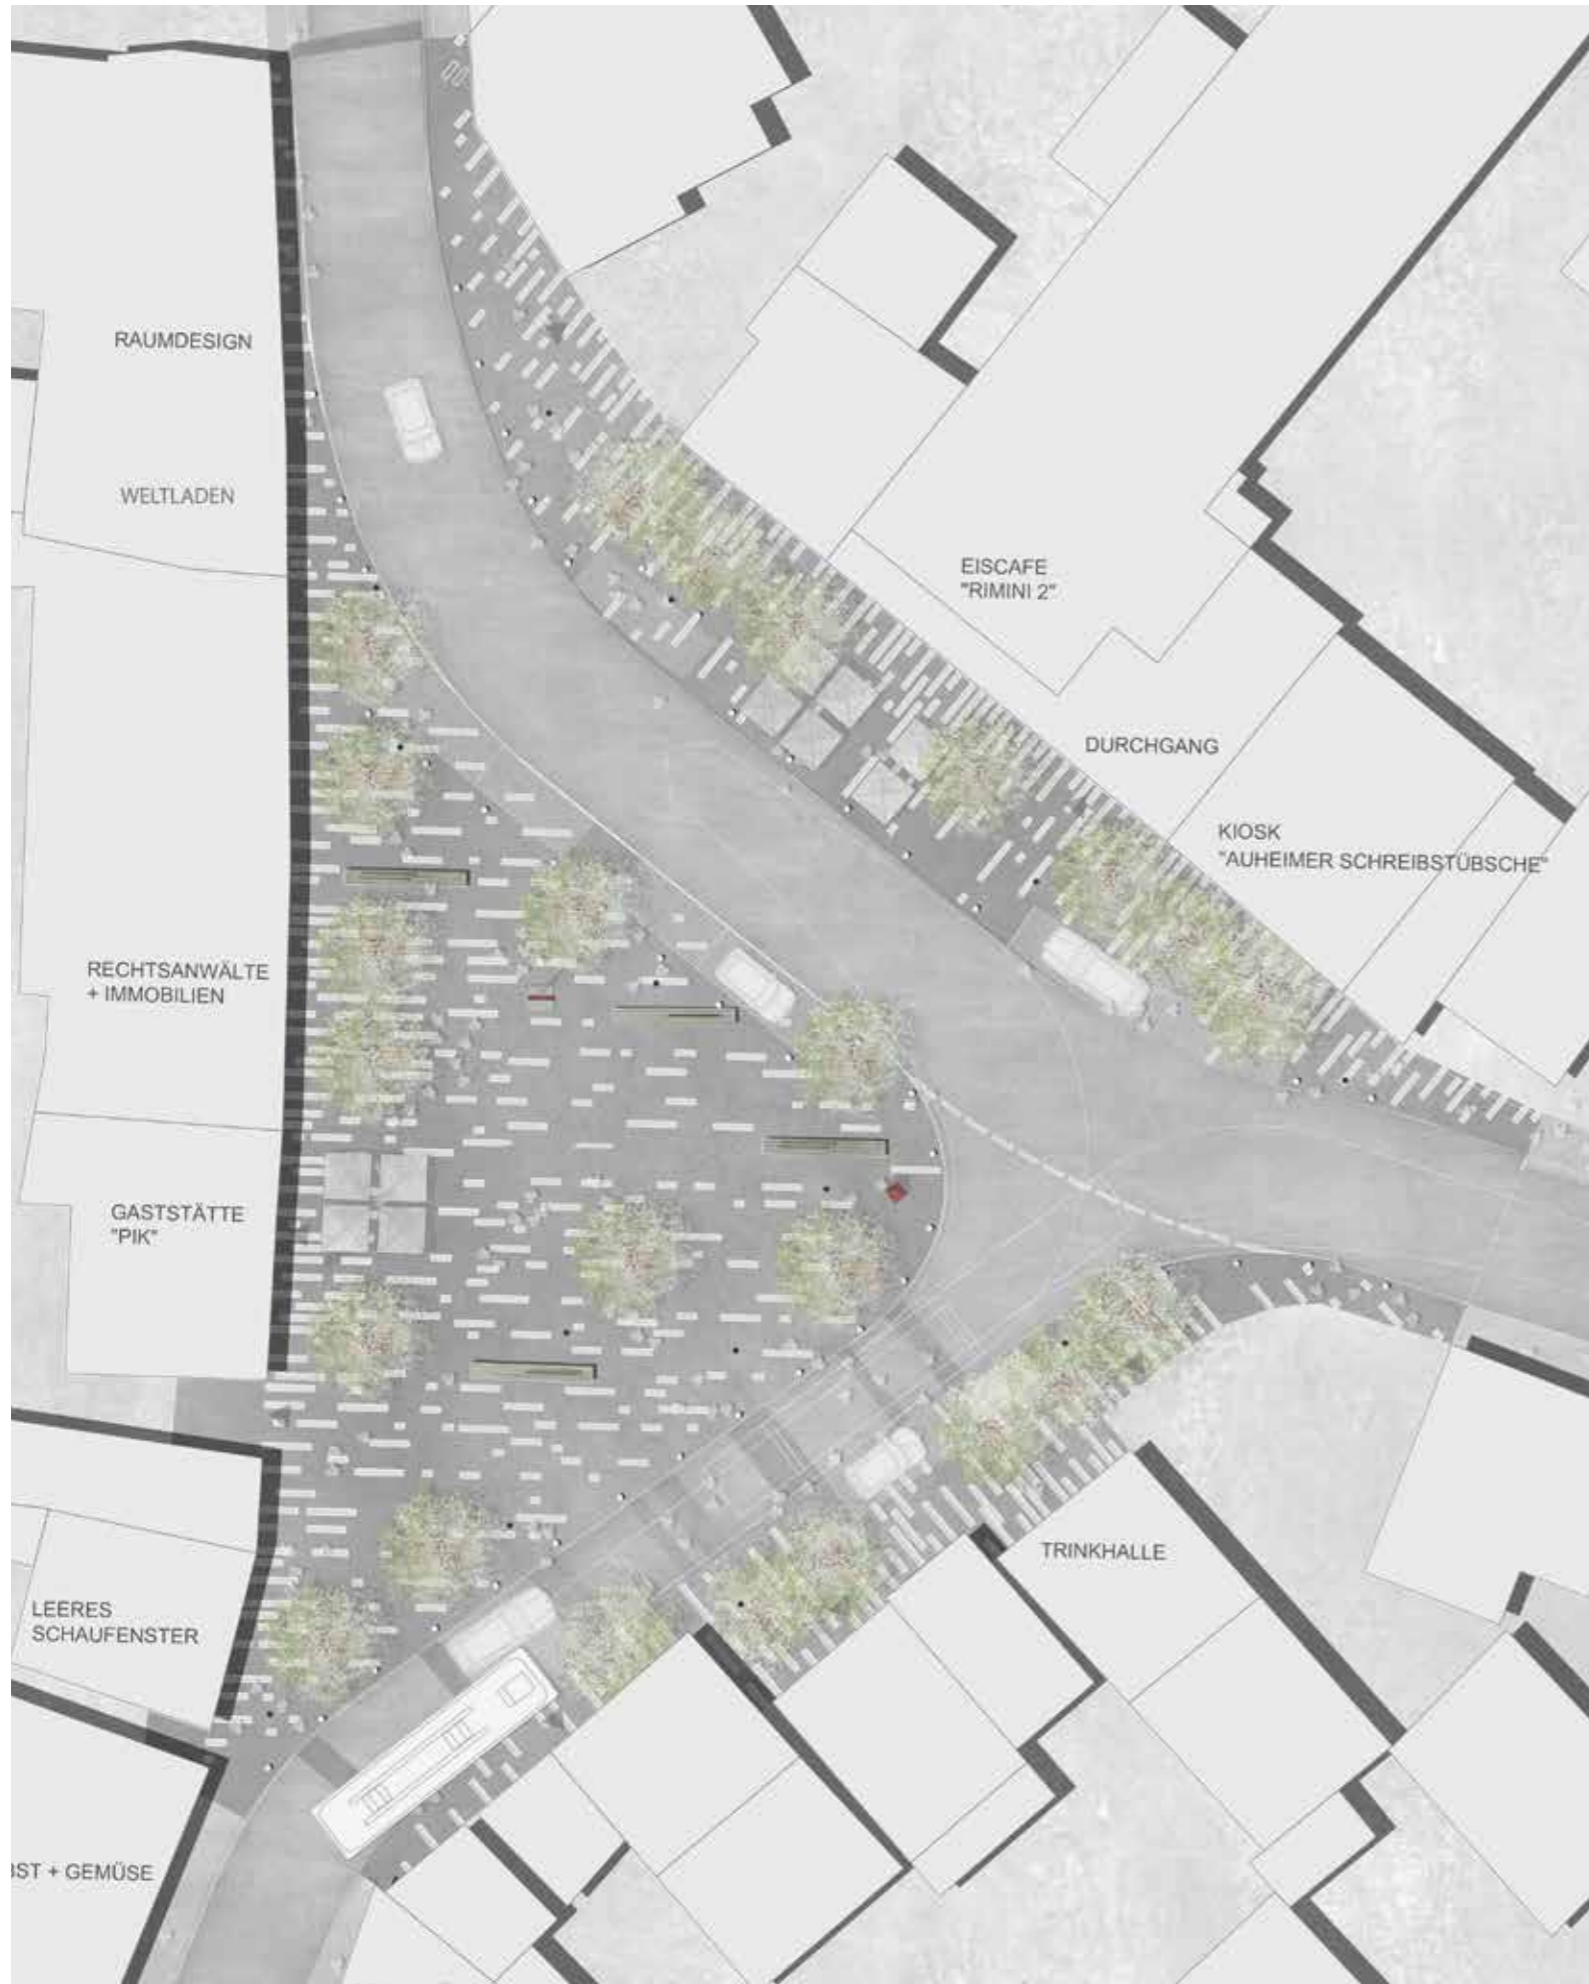 RAUMDESIGN
WELTLADEN
EISCAFE
"RIMINI 2"
DURCHGANG
KIOSK
"AUHEIMER SCHREIBSTÜBSCHE"
RECHTSANWÄLTE
+ IMMOBILIEN
GASTSTÄTTE
"PIK"
TRINKHALLE
LEERES
SCHAUFENSTER
BST + GEMÜSE